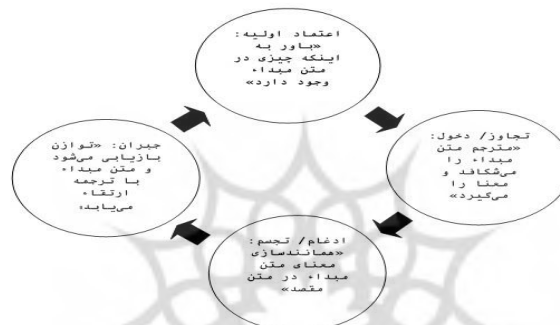 اعتماد اولیه:
«باور به
اینکه چیزی در
متن مبداء
وجود دارد»
تجاوز/ دخول:
«مترجم متن
مبداء را
می‌شکافد و
معنا را
می‌گیرد»
ادغام/ تجسم:
«همانندسازی
معنای متن
مبداء در متن
مقصد»
جبران: «توازن
بازیابی می‌شود
و متن مبداء
با ترجمه
ارتقاء
می‌یابد»